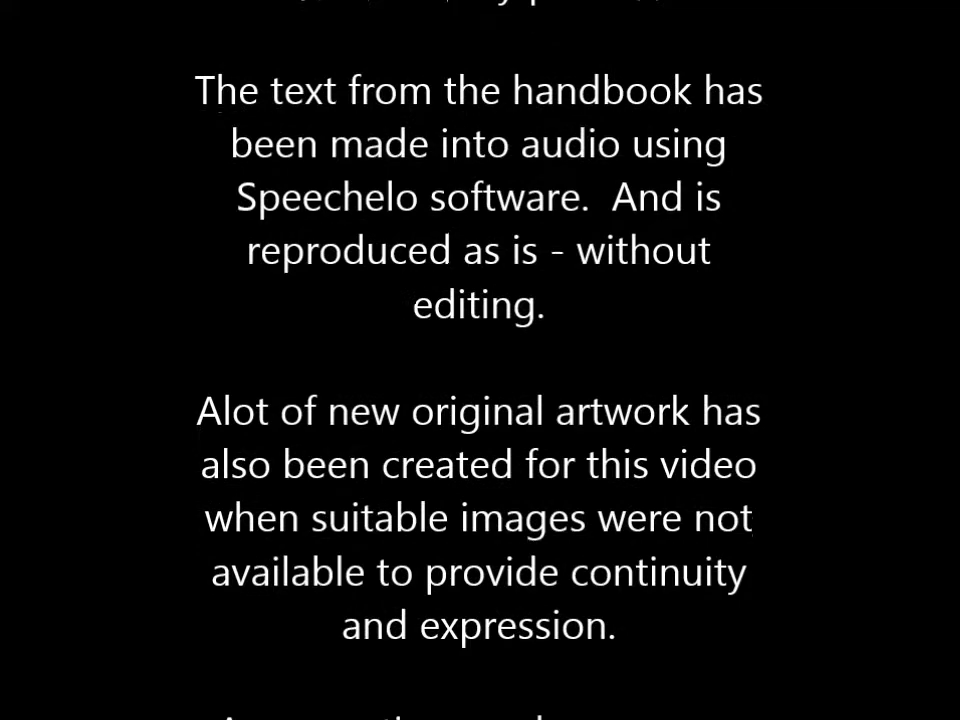 The text from the handbook has
been made into audio using
Speechelo software.  And is
reproduced as is - without
editing.
Alot of new original artwork has
also been created for this video
when suitable images were not
available to provide continuity
and expression.